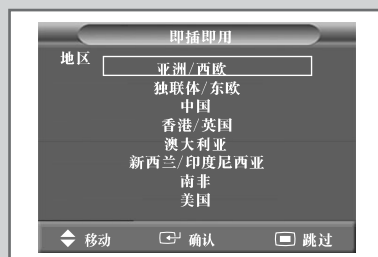 即插即用
地区
亚洲/西欧
独联体/东欧
中国
香港/英国
澳大利亚
新西兰/印度尼西亚
南非
美国
移动 确认 跳过